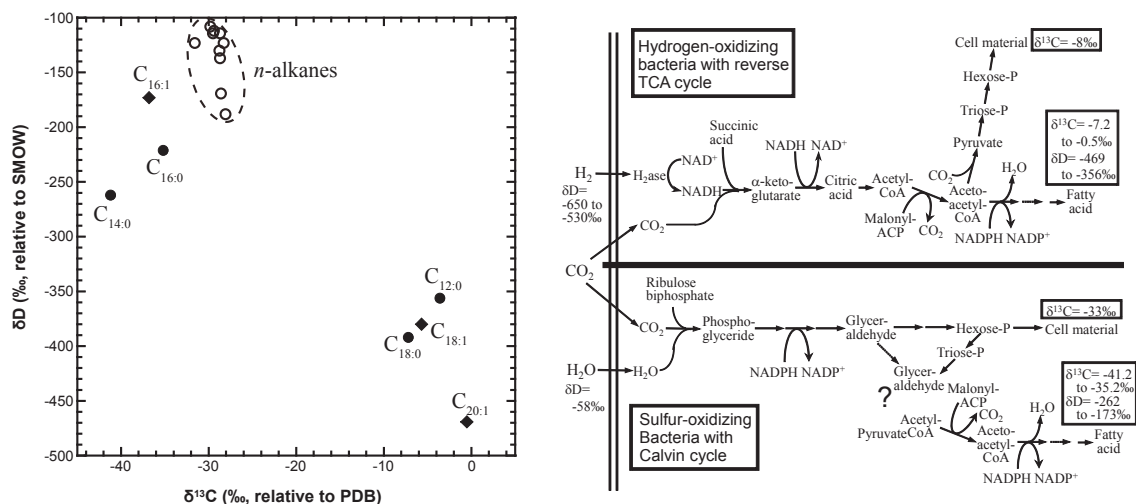 -100
-150
-200
-250
-300
-350
-400
-450
-500
δD (‰, relative to SMOW)
-40
-30
-20
-10
0
δ¹³C (‰, relative to PDB)
n-alkanes
C16:1
C16:0
C14:0
C12:0
C18:1
C18:0
C20:1
Hydrogen-oxidizing
bacteria with reverse
TCA cycle
Cell material
δ¹³C= -8‰
Hexose-P
Triose-P
Pyruvate
CO₂
δ¹³C= -7.2
to -0.5‰
δD= -469
to -356‰
Succinic
acid
NAD⁺
NADH
NADH NAD⁺
H₂
H₂ase
δD=
-650 to
-530‰
α-keto-
glutarate
Citric
acid
Acetyl-
CoA
Malonyl-
ACP
CO₂
Aceto-
acetyl-
CoA
H₂O
NADPH NADP⁺
Fatty
acid
CO₂
CO₂
Ribulose
biphosphate
CO₂
Phospho-
glyceride
NADPH NADP⁺
Glycer-
aldehyde
Hexose-P
Cell material
δ¹³C= -33‰
Triose-P
Glycer-
aldehyde
?
H₂O
δD=
-58‰
H₂O
Malonyl-
ACP
CO₂
Acetyl-
CoA
Pyruvate
Aceto-
acetyl-
CoA
H₂O
NADPH NADP⁺
Fatty
acid
δ¹³C= -41.2
to -35.2‰
δD= -262
to -173‰
Sulfur-oxidizing
Bacteria with
Calvin cycle